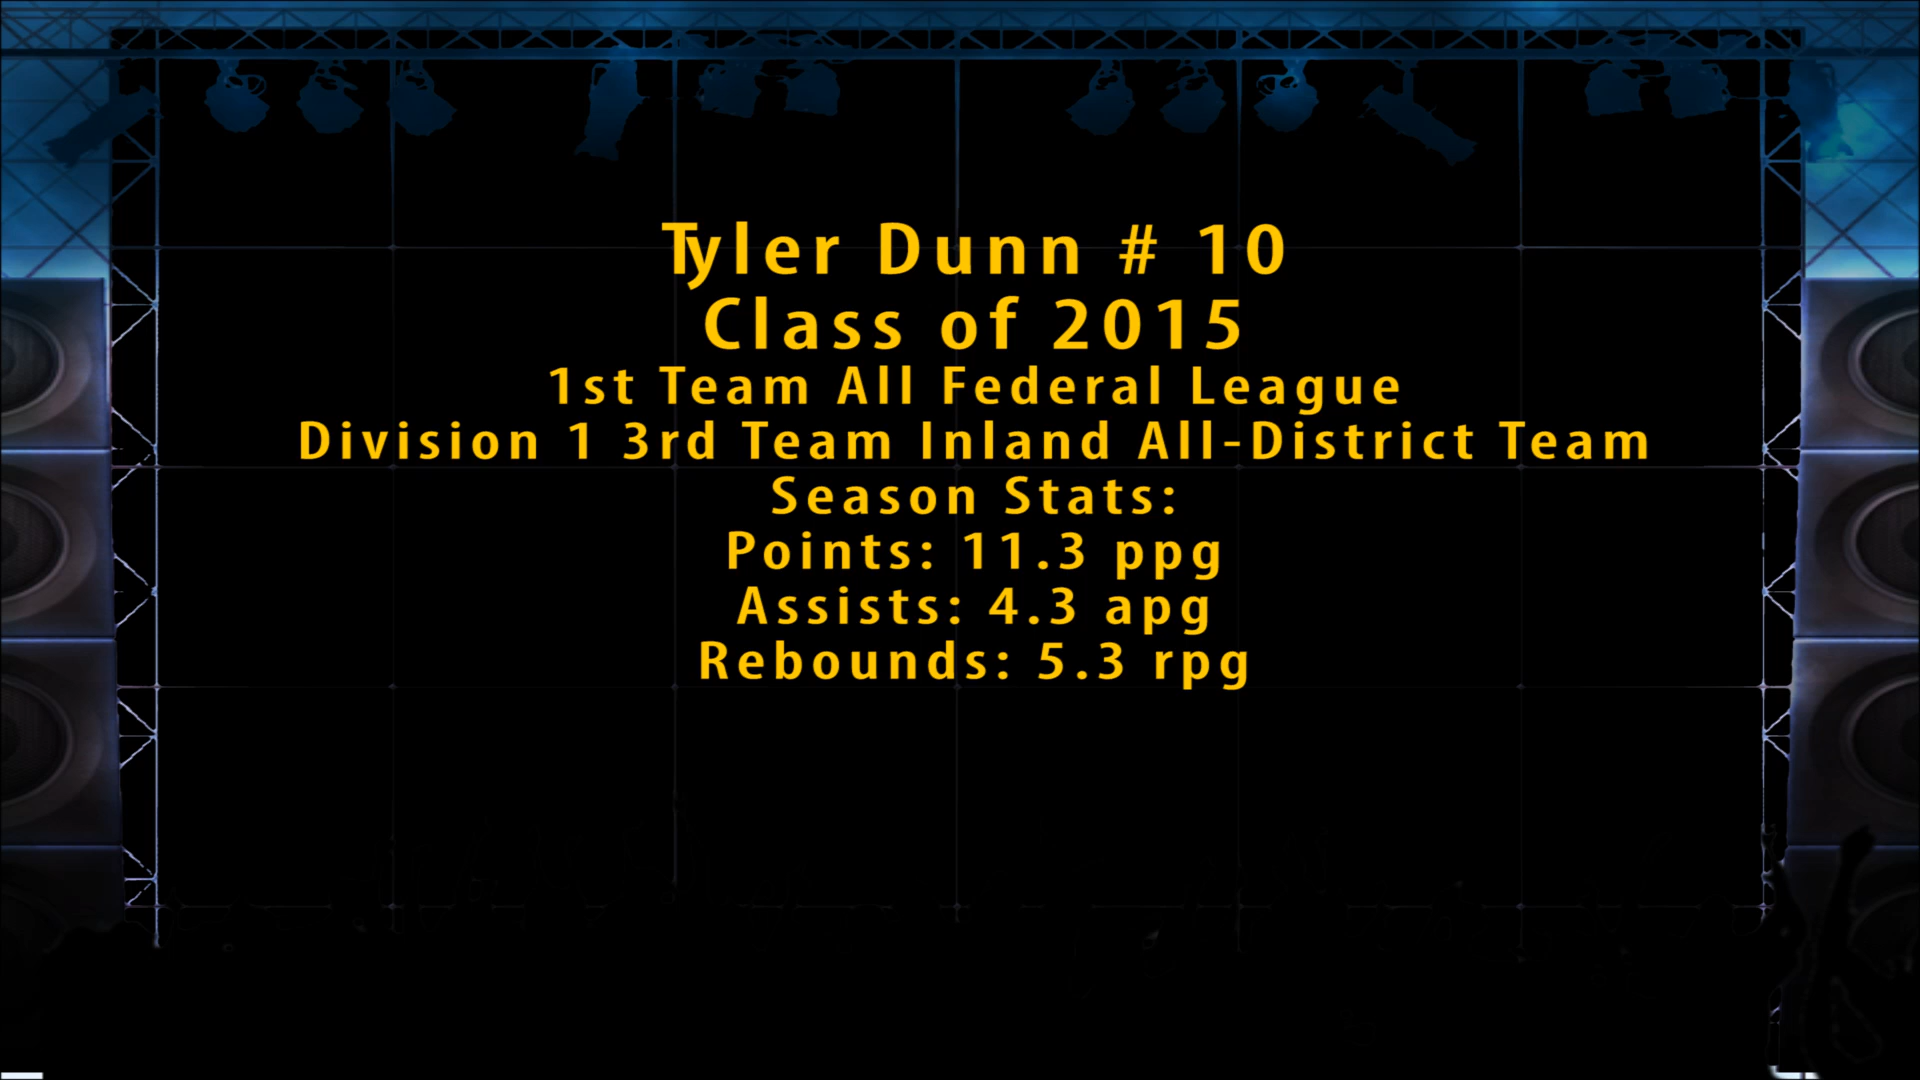 Tyler Dunn # 10
Class of 2015
1st Team All Federal League
Division 1 3rd Team Inland All-District Team
Season Stats:
Points: 11.3 ppg
Assists: 4.3 apg
Rebounds: 5.3 rpg